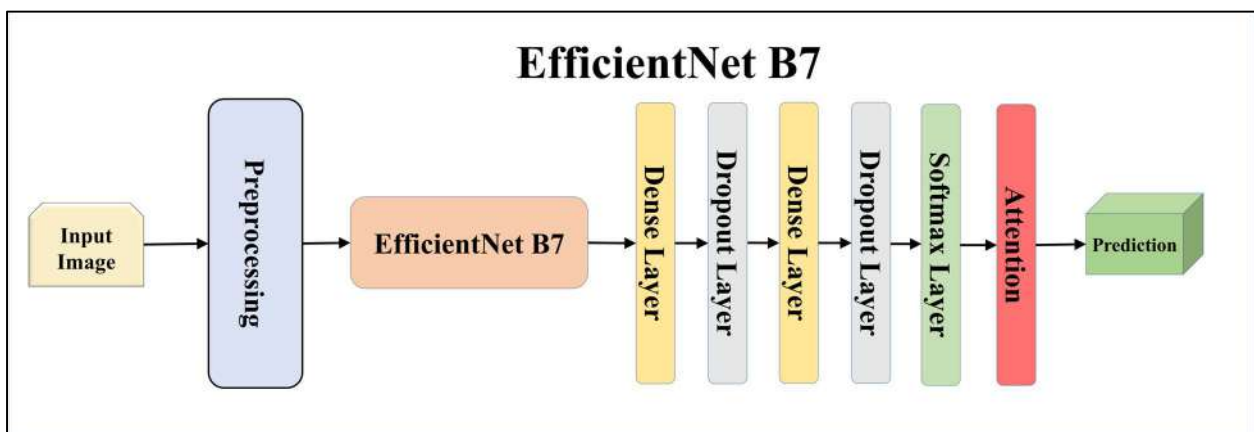 EfficientNet B7
Input
Image
Preprocessing
EfficientNet B7
Dense Layer
Dropout Layer
Dense Layer
Dropout Layer
Softmax Layer
Attention
Prediction